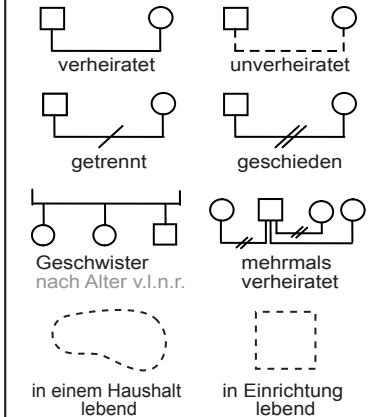 verheiratet
unverheiratet
getrennt
geschieden
Geschwister
nach Alter v.l.n.r.
mehrmals
verheiratet
in einem Haushalt
lebend
in Einrichtung
lebend